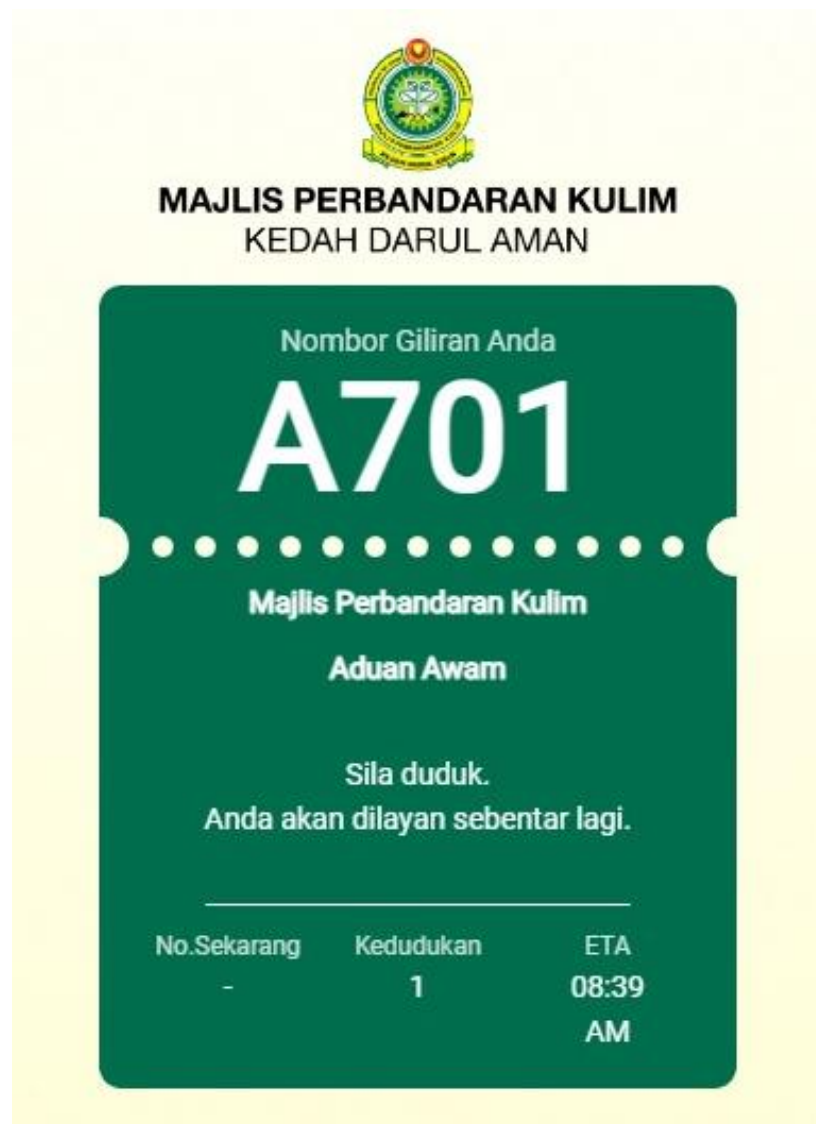 MAJLIS PERBANDARAN KULIM
KEDAH DARUL AMAN
Nombor Giliran Anda
A701
Majlis Perbandaran Kulim
Aduan Awam
Sila duduk.
Anda akan dilayan sebentar lagi.
No.Sekarang Kedudukan ETA
- 1 08:39
AM